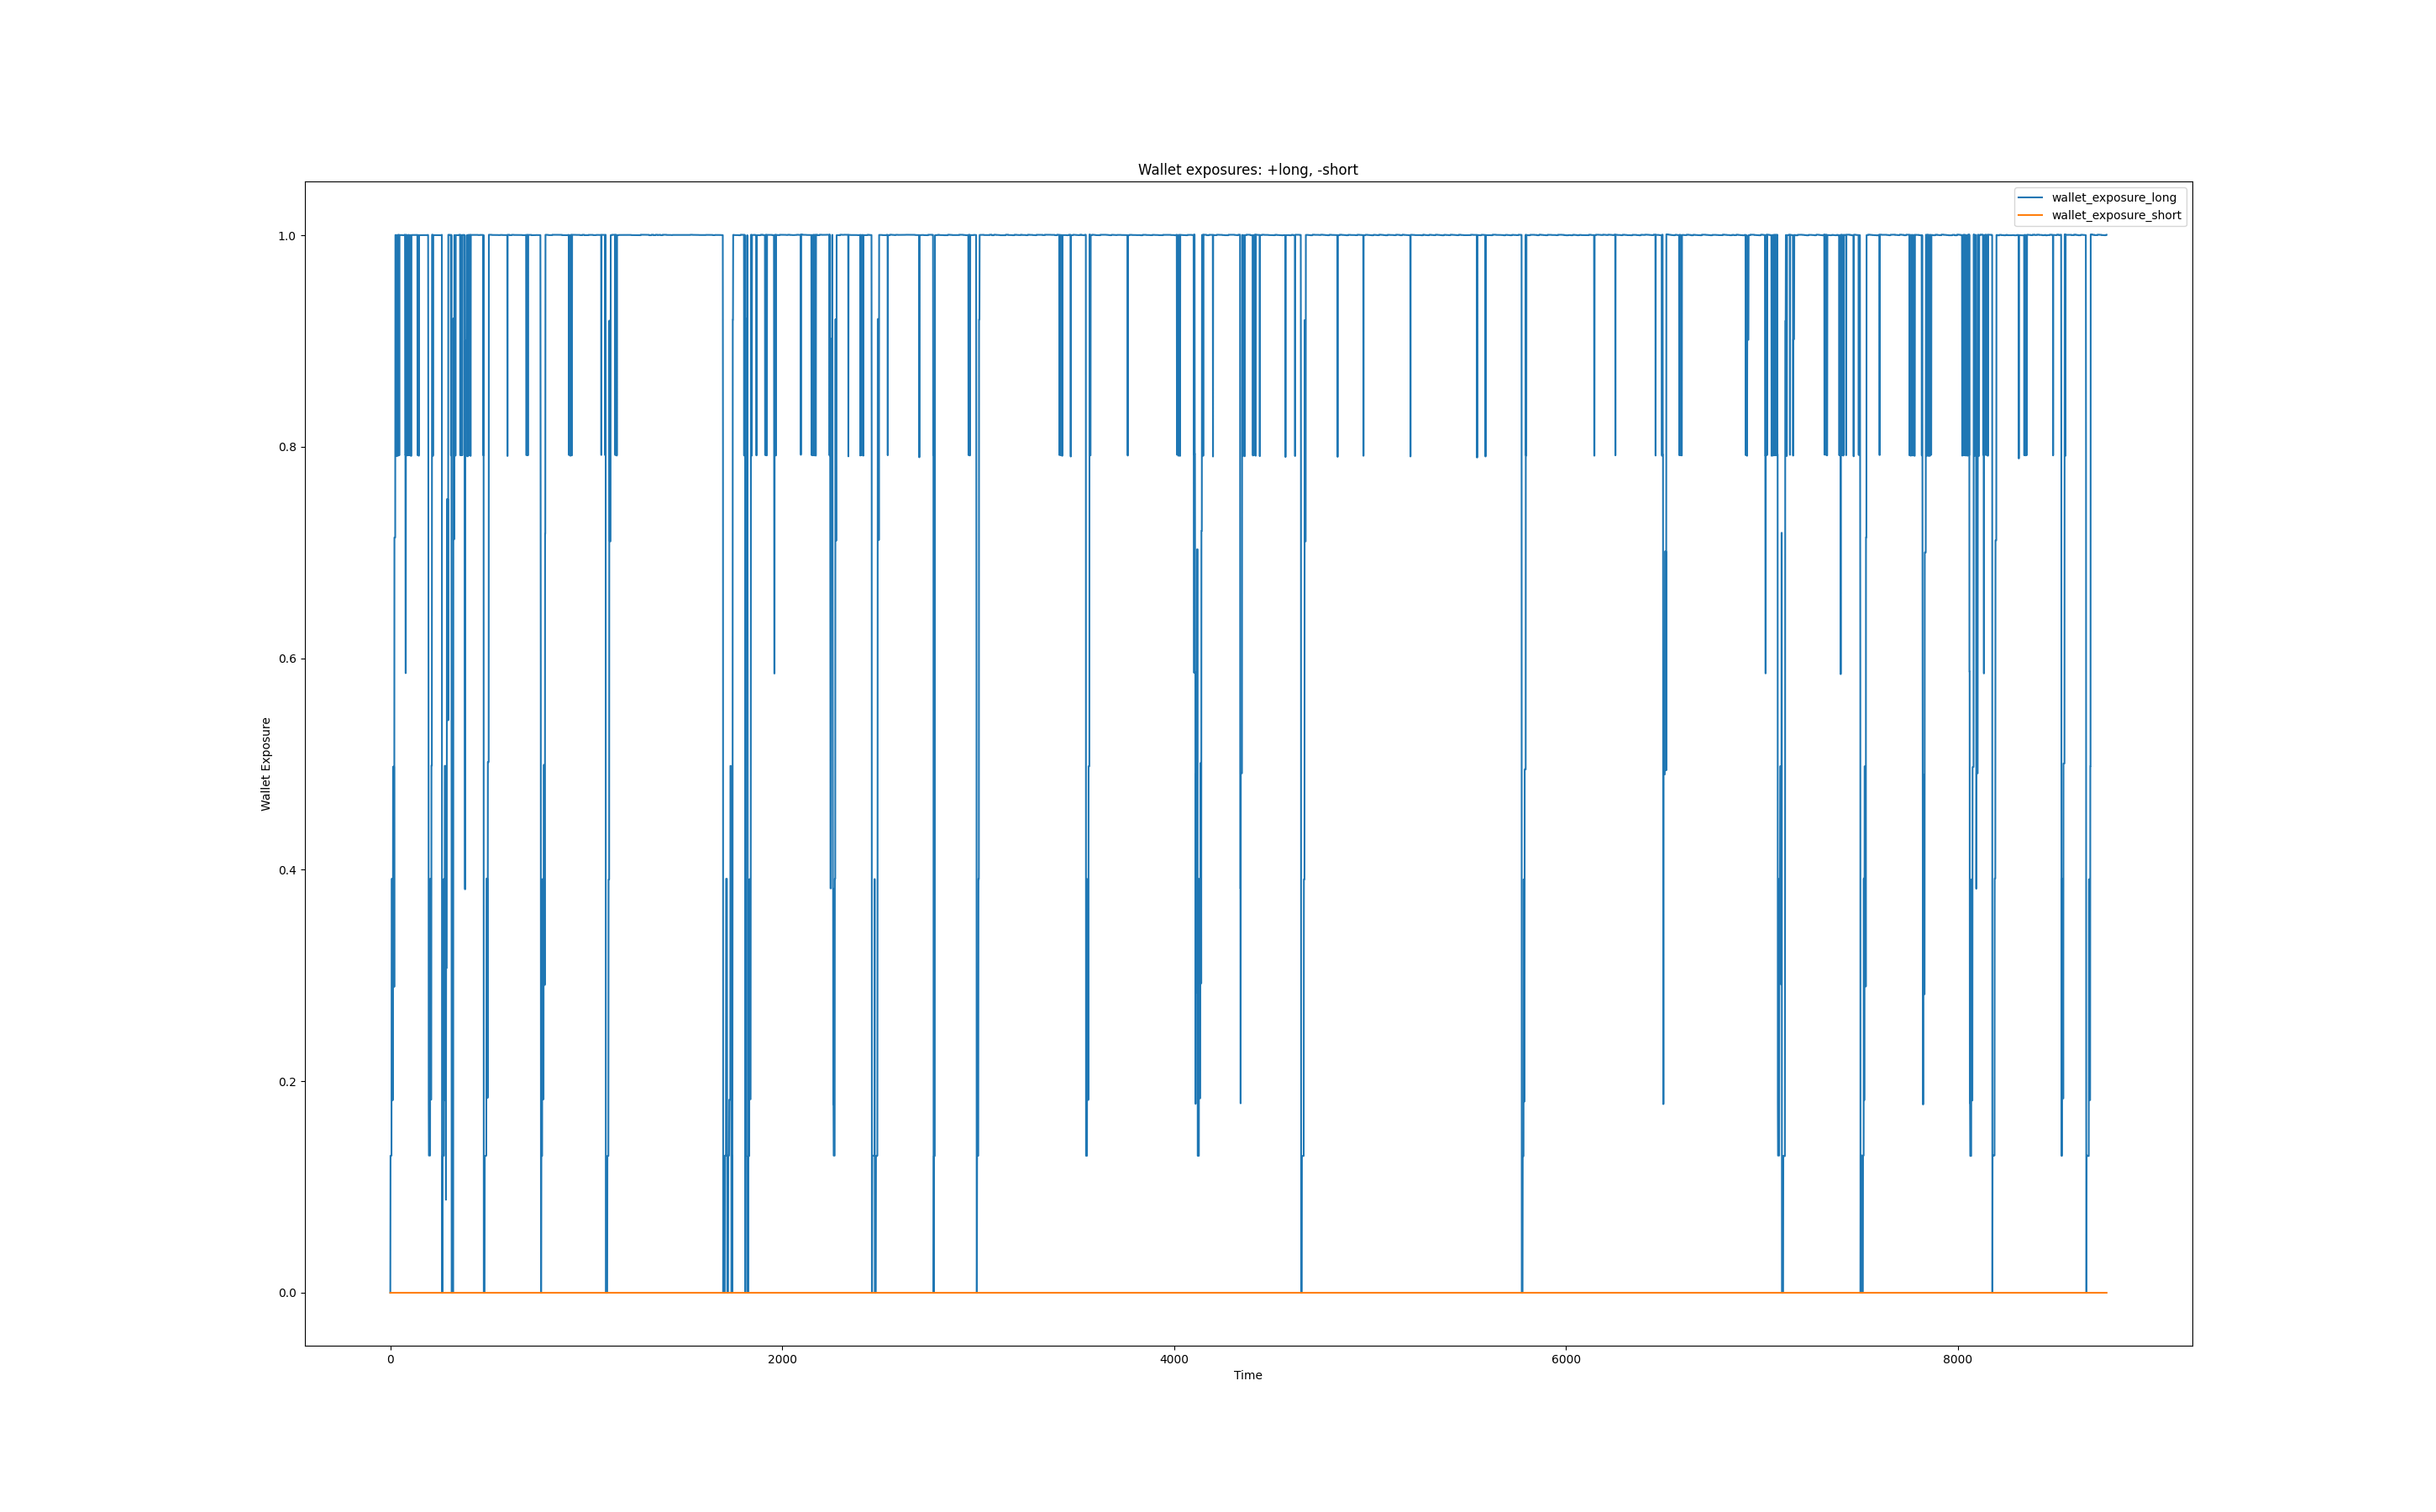 Wallet exposures: +long, -short
wallet_exposure_long
wallet_exposure_short
1.0
0.8
0.6
0.4
0.2
0.0
Wallet Exposure
0 2000 4000 6000 8000
Time